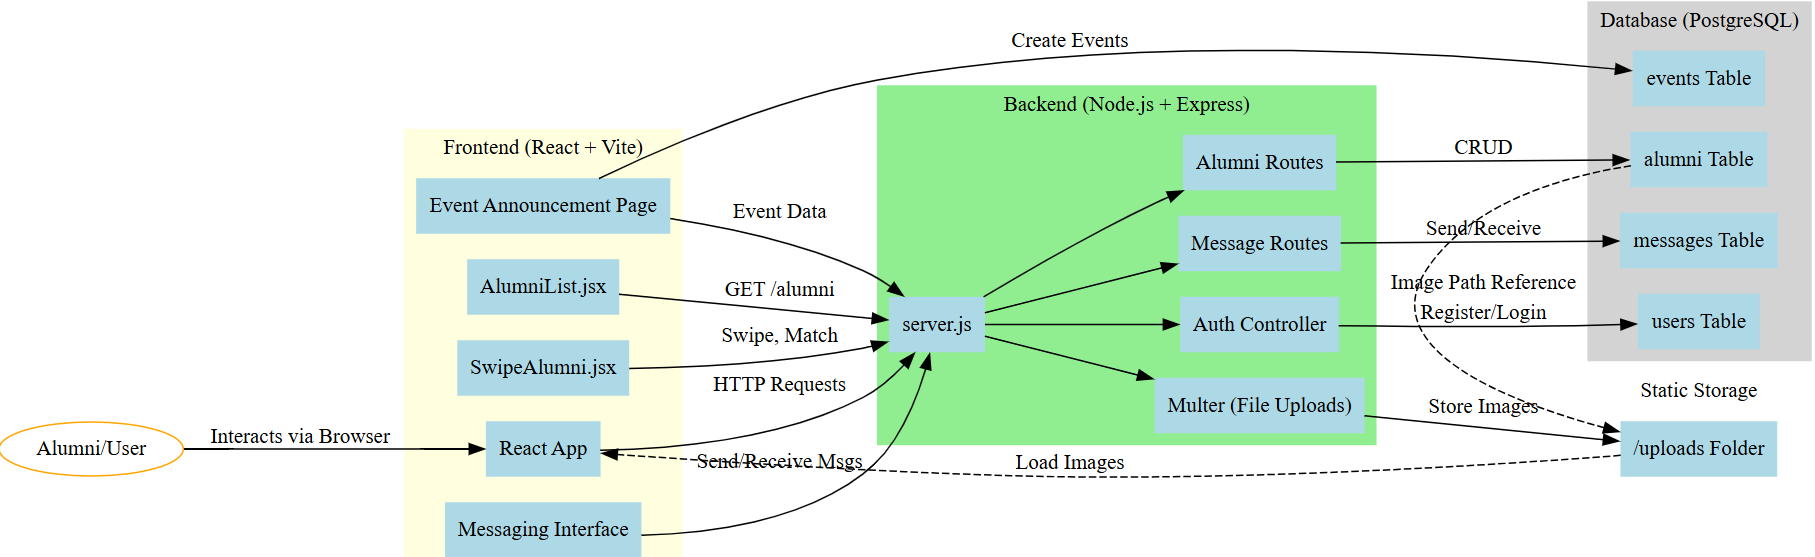 Database (PostgreSQL)
Create Events
events Table
Backend (Node.js + Express)
Frontend (React + Vite)
Alumni Routes
CRUD
alumni Table
Event Announcement Page
Event Data
Message Routes
Send/Receive
messages Table
AlumniList.jsx
GET /alumni
Image Path Reference
server.js
Auth Controller
Register/Login
users Table
Swipe, Match
SwipeAlumni.jsx
HTTP Requests
Multer (File Uploads)
Store Images
Static Storage
Alumni/User
Interacts via Browser
React App
Send/Receive Msgs
Load Images
/uploads Folder
Messaging Interface